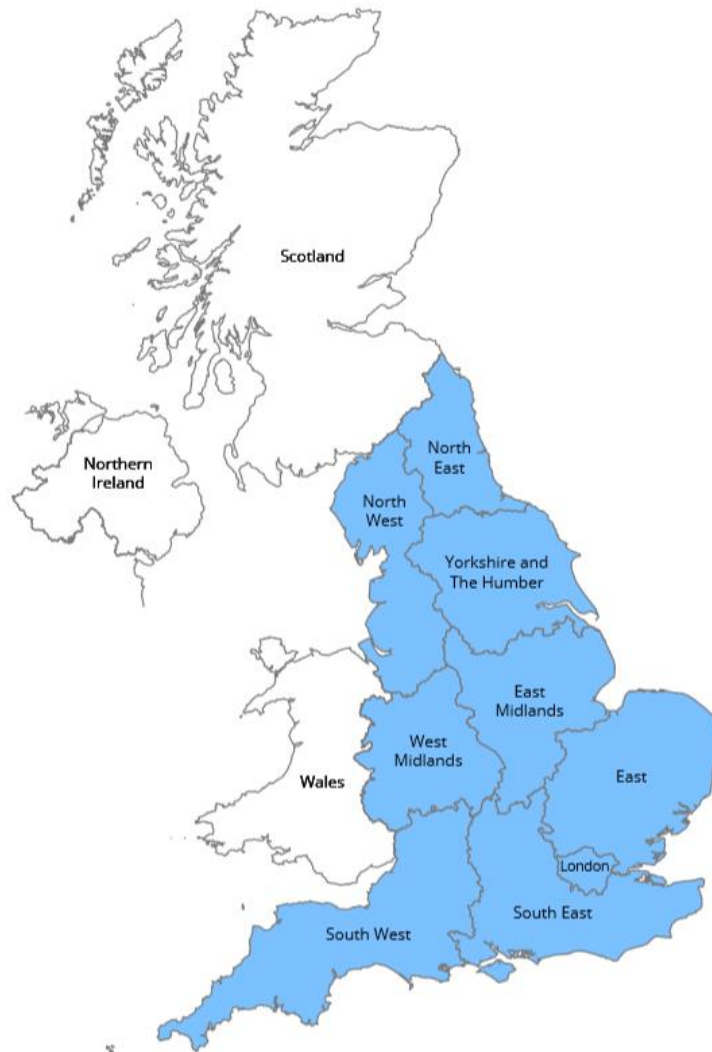 Scotland
North
East
Northern
Ireland
North
West
Yorkshire and
The Humber
East
Midlands
West
Midlands
Wales
East
London
South East
South West